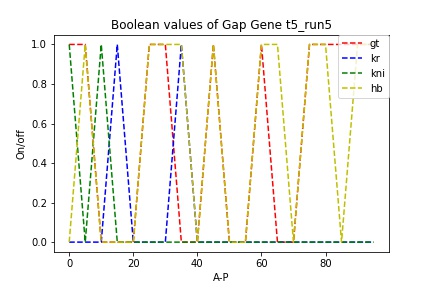 Boolean values of Gap Gene t5_run5
1.0
0.8
0.6
0.4
0.2
0.0
On/off
0 20 40 60 80
A-P
gt
kr
kni
hb